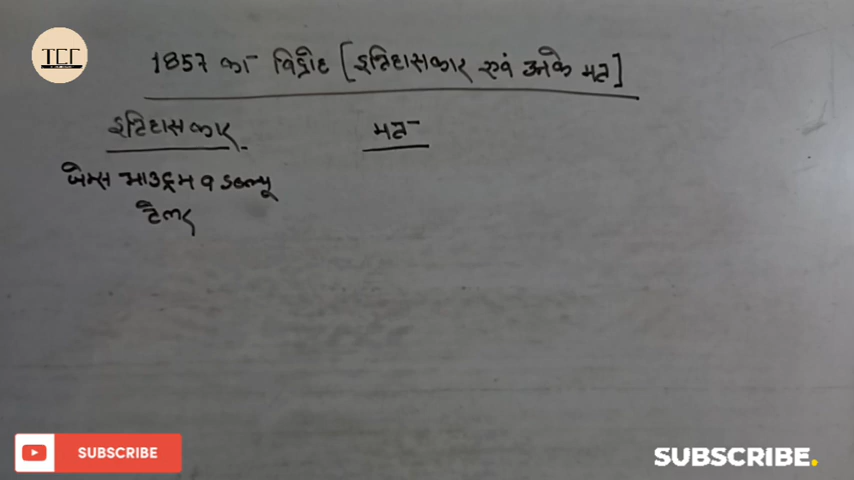 TCC
1857 का विद्रोह [इतिहासकार एवं उनके मत]
इतिहासकार मत
जेम्स आउट्रम व डब्ल्यू
टेलर
SUBSCRIBE
SUBSCRIBE.